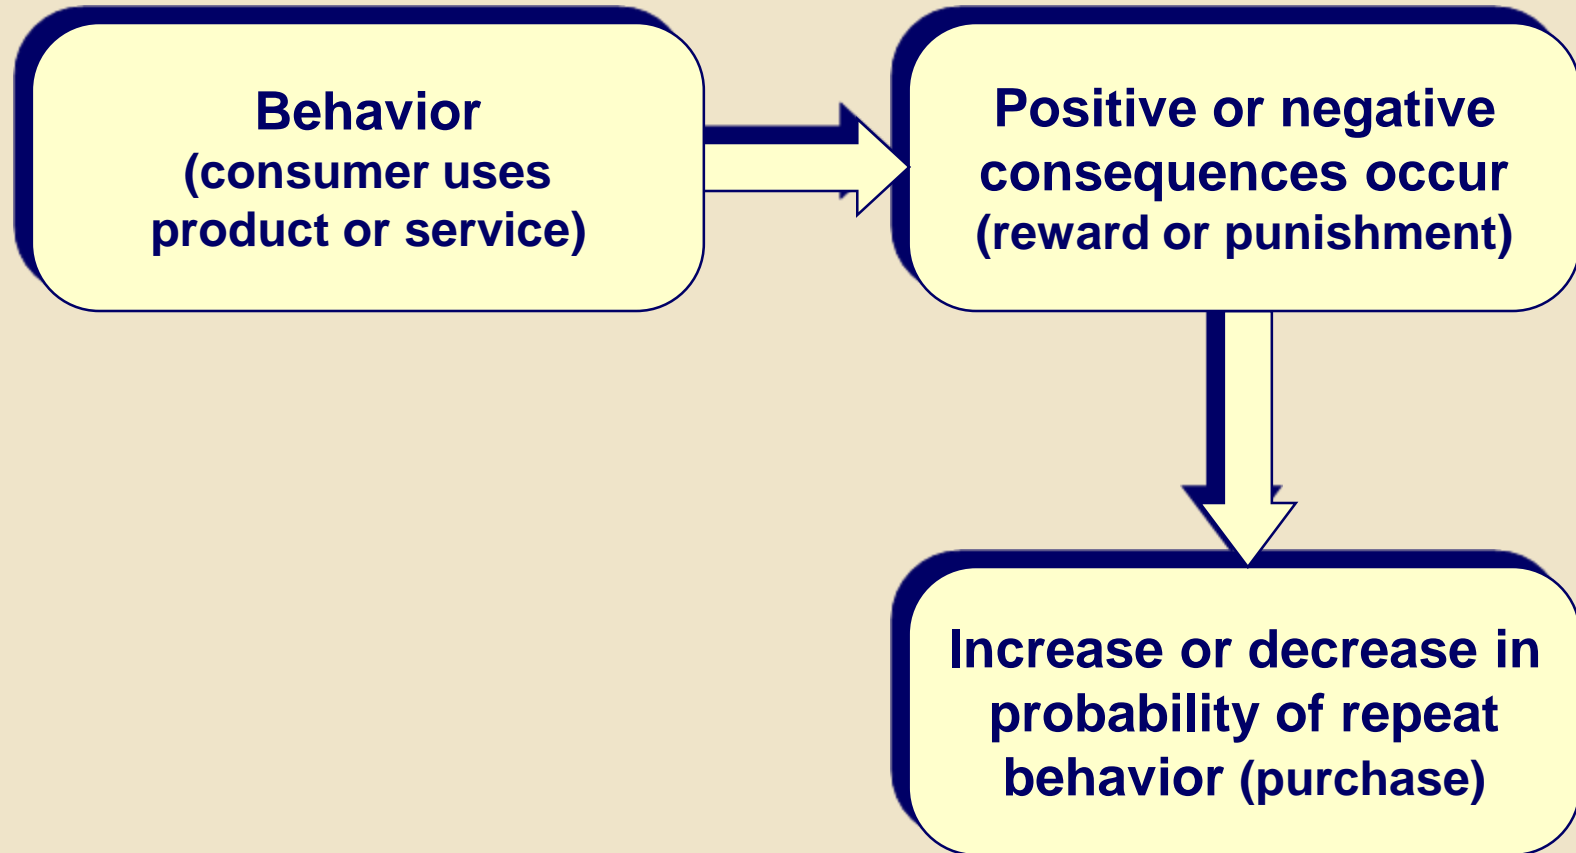 Behavior
(consumer uses
product or service)
Positive or negative
consequences occur
(reward or punishment)
Increase or decrease in
probability of repeat
behavior (purchase)